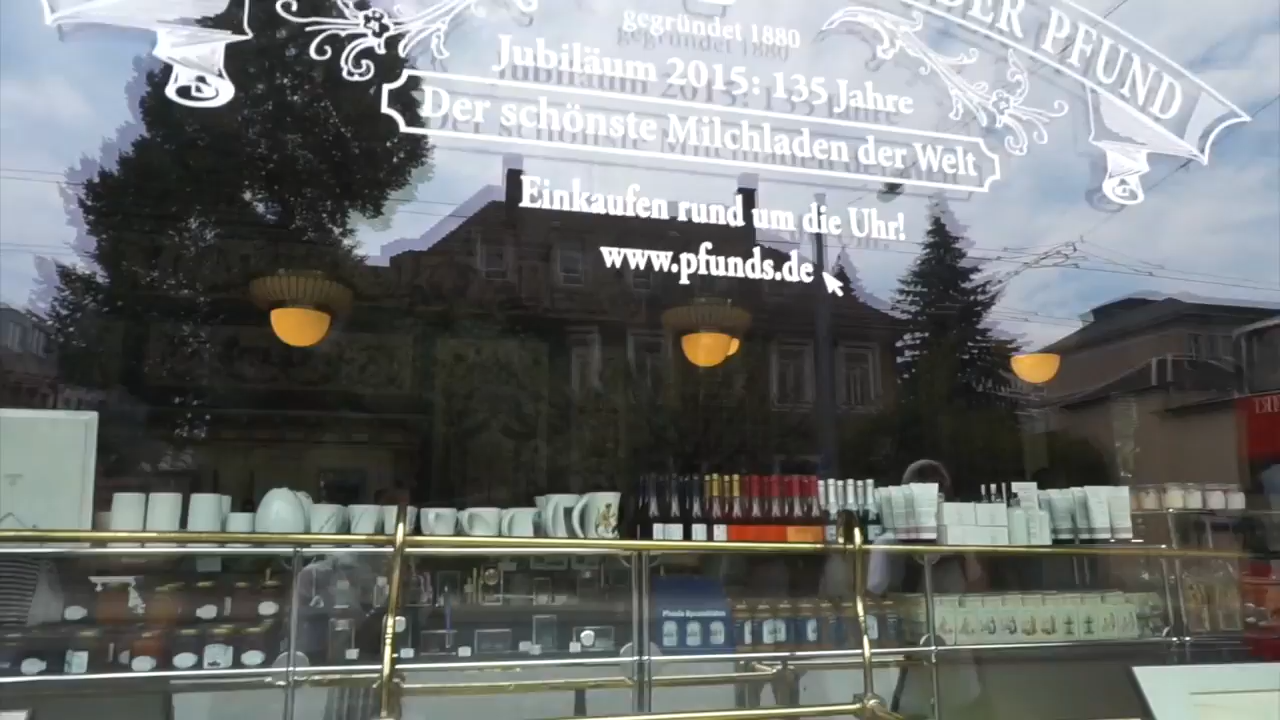 DER PFUND
gegründet 1880
Jubiläum 2015: 135 Jahre
Der schönste Milchladen der Welt
Einkaufen rund um die Uhr!
www.pfunds.de